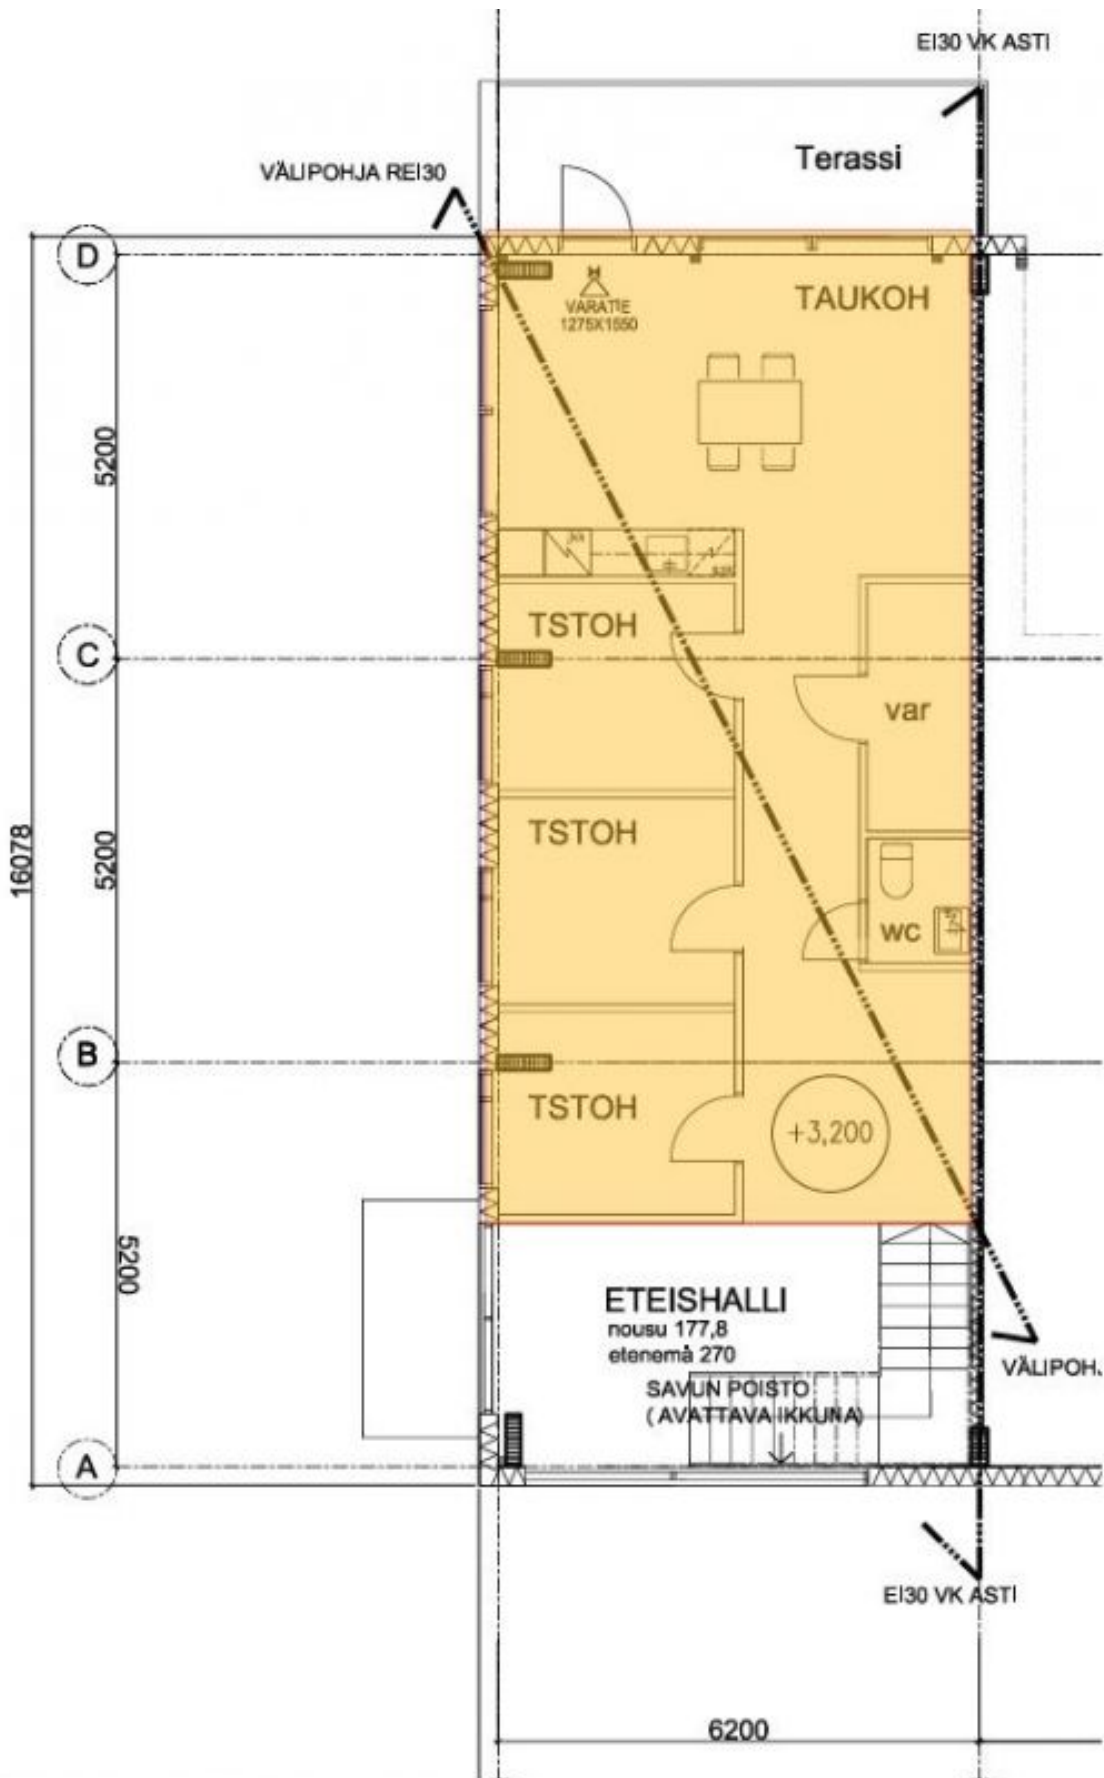 EI30 VK ASTI
Terassi
VÄLIPOHJA REI30
D
TAUKOH
VARATIE
1275X1550
5200
TSTOH
C
var
TSTOH
16078
5200
wc
B
TSTOH
+3,200
5200
ETEISHALLI
nousu 177,8
etenemä 270
VÄLIPOH.
SAVUN POISTO
( AVATTAVA IKKUNA)
A
EI30 VK ASTI
6200